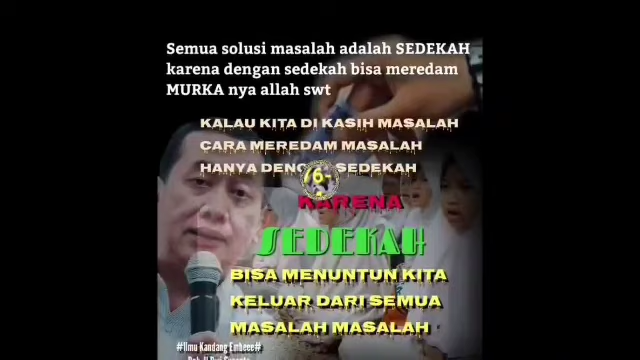 Semua solusi masalah adalah SEDEKAH
karena dengan sedekah bisa meredam
MURKA nya allah swt
KALAU KITA DI KASIH MASALAH
CARA MEREDAM MASALAH
HANYA SEDEKAH
KARENA
SEDEKAH
BISA MENUNTUN KITA
KELUAR DARI SEMUA
MASALAH MASALAH
#Ilmu Kandang Embeee#